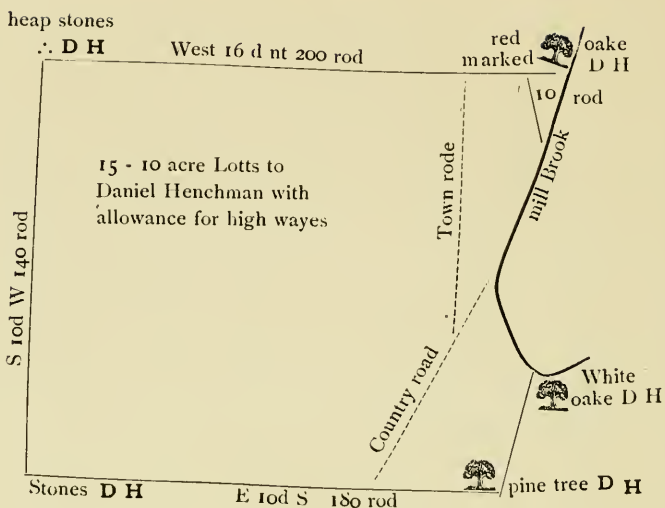 heap stones
∴ D H
West 16 d nt 200 rod
red
marked
oake
D H
10 rod
15 - 10 acre Lotts to
Daniel Henchman with
allowance for high wayes
Town rode
mill Brook
S 10d W 140 rod
Country road
White
oake D H
Stones D H
E 10d S 180 rod
pine tree D H